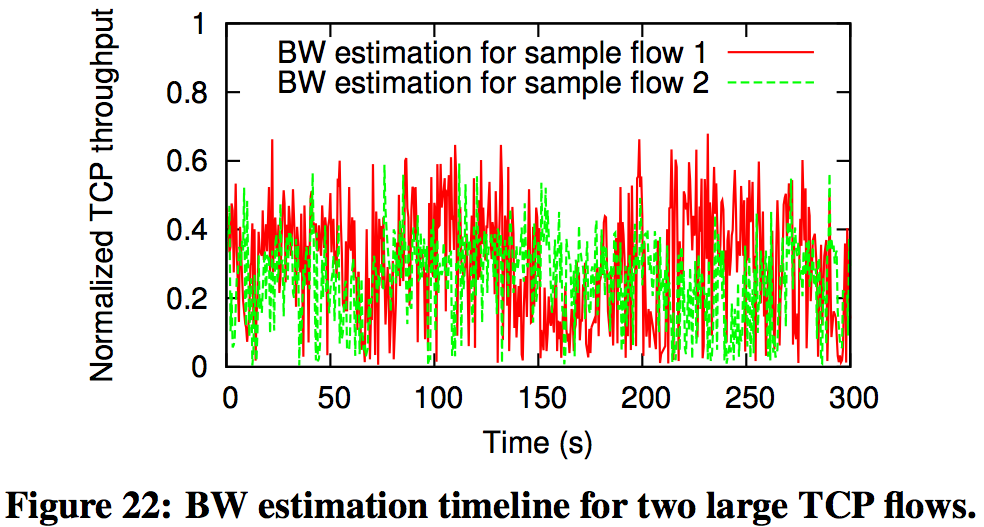 Normalized TCP throughput
1
0.8
0.6
0.4
0.2
0
BW estimation for sample flow 1
BW estimation for sample flow 2
0 50 100 150 200 250 300
Time (s)
Figure 22: BW estimation timeline for two large TCP flows.